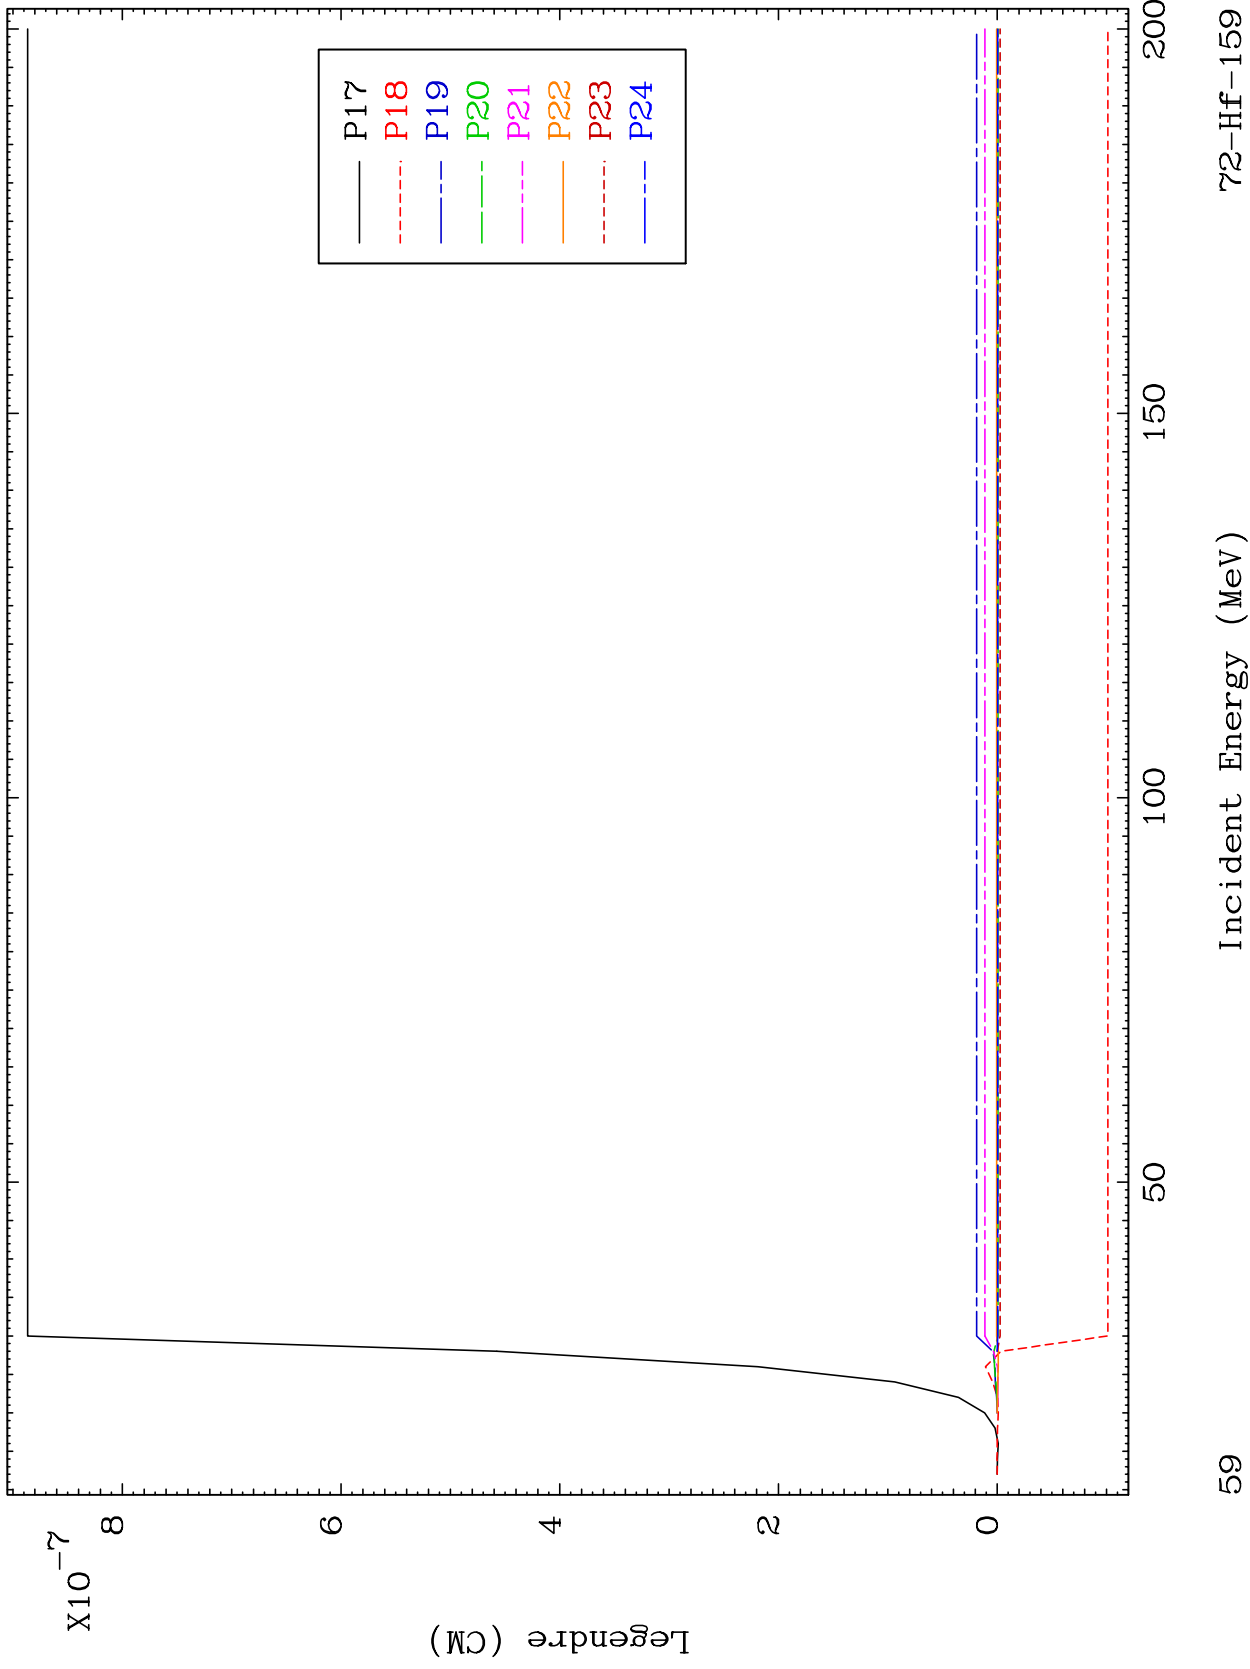 X10-7
8
6
4
2
0
Legendre (CM)
P17
P18
P19
P20
P21
P22
P23
P24
50
100
150
200
59
Incident Energy (MeV)
72-Hf-159